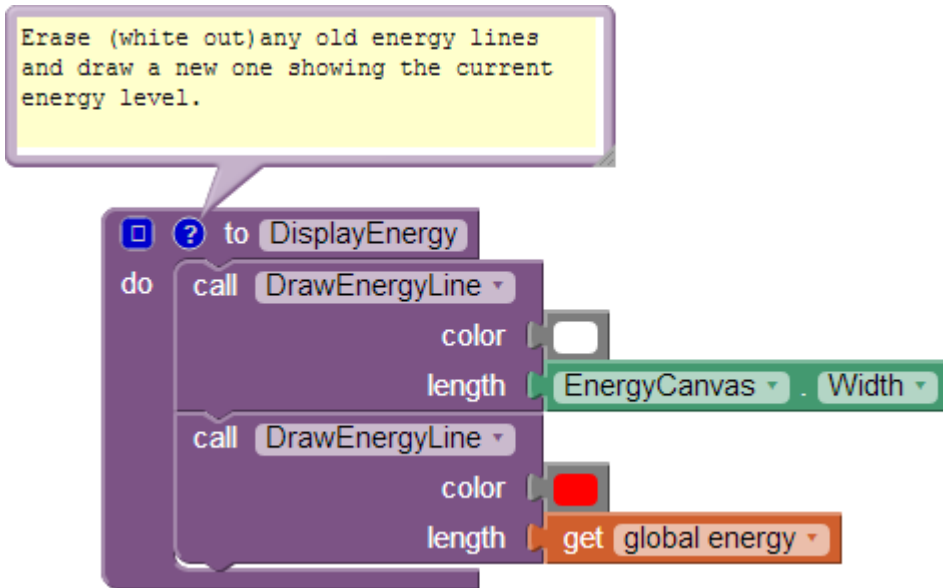 Erase (white out)any old energy lines
and draw a new one showing the current
energy level.
? to DisplayEnergy
do call DrawEnergyLine
color
length EnergyCanvas . Width
call DrawEnergyLine
color
length get global energy